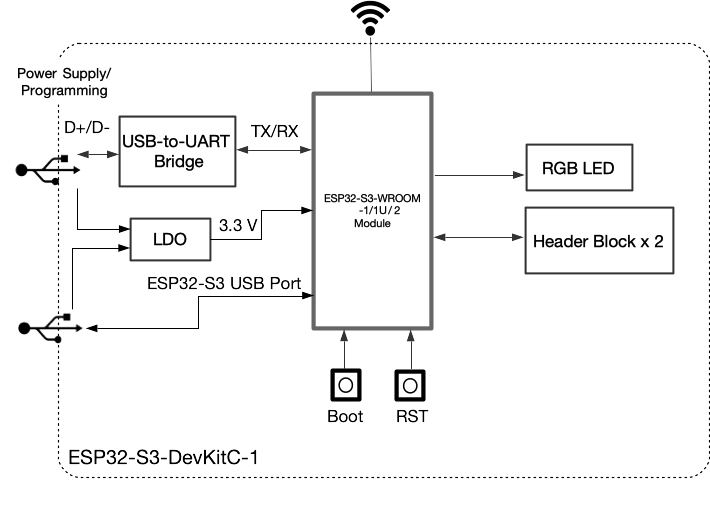 Power Supply/
Programming
D+/D-
USB-to-UART
Bridge
TX/RX
ESP32-S3-WROOM
-1/1U/2
Module
RGB LED
LDO
3.3 V
Header Block x 2
ESP32-S3 USB Port
Boot
RST
ESP32-S3-DevKitC-1